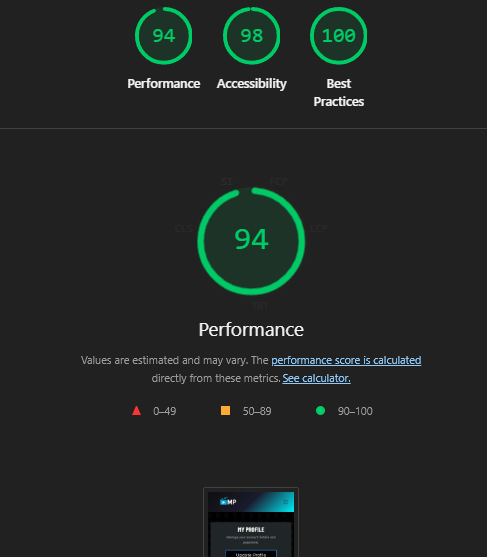 94 98 100
Performance Accessibility Best
Practices
SI FCP
CLS LCP
94
TBT
Performance
Values are estimated and may vary. The performance score is calculated
directly from these metrics. See calculator.
0–49 50–89 90–100
MP
MY PROFILE
Update Profile